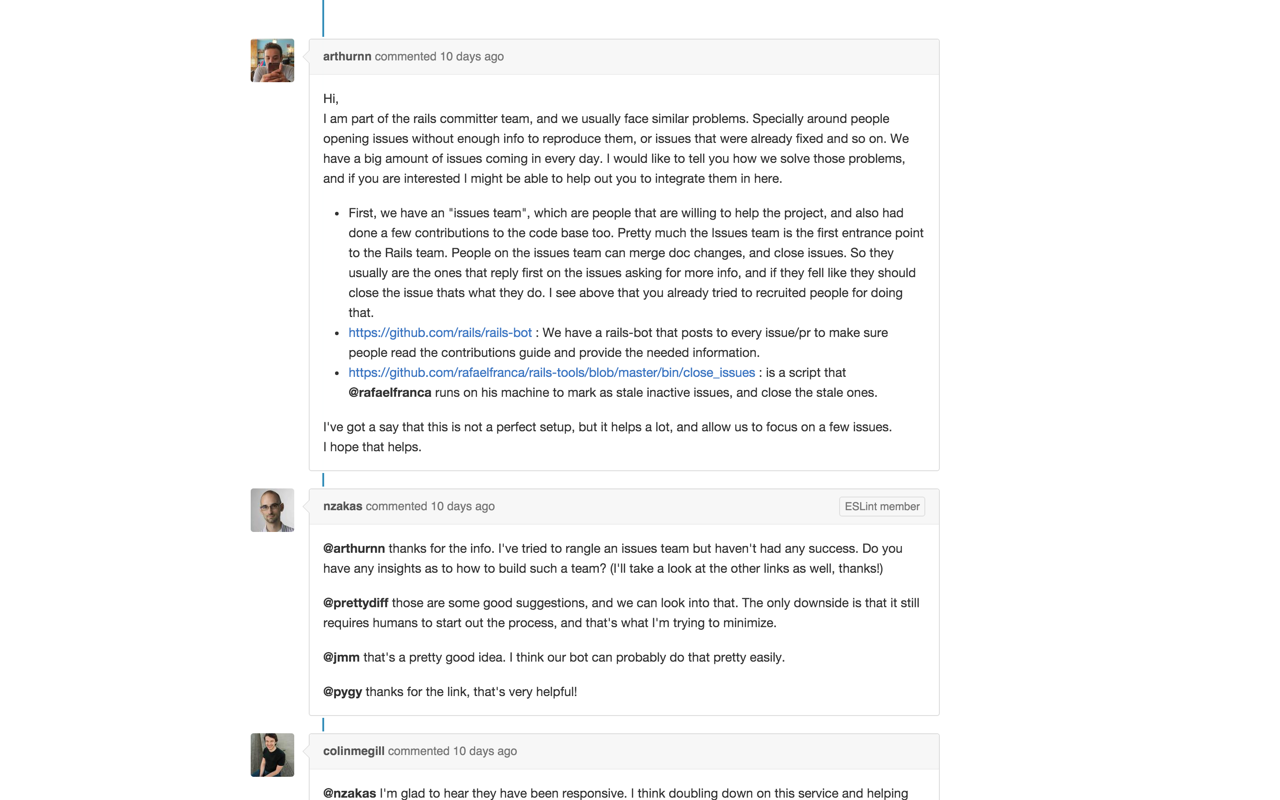 arthurnn commented 10 days ago
Hi,
I am part of the rails committer team, and we usually face similar problems. Specially around people
opening issues without enough info to reproduce them, or issues that were already fixed and so on. We
have a big amount of issues coming in every day. I would like to tell you how we solve those problems,
and if you are interested I might be able to help out you to integrate them in here.
• First, we have an "issues team", which are people that are willing to help the project, and also had
done a few contributions to the code base too. Pretty much the Issues team is the first entrance point
to the Rails team. People on the issues team can merge doc changes, and close issues. So they
usually are the ones that reply first on the issues asking for more info, and if they fell like they should
close the issue thats what they do. I see above that you already tried to recruited people for doing
that.
• https://github.com/rails/rails-bot : We have a rails-bot that posts to every issue/pr to make sure
people read the contributions guide and provide the needed information.
• https://github.com/rafaelfranca/rails-tools/blob/master/bin/close_issues : is a script that
@rafaelfranca runs on his machine to mark as stale inactive issues, and close the stale ones.
I've got a say that this is not a perfect setup, but it helps a lot, and allow us to focus on a few issues.
I hope that helps.
nzakas commented 10 days ago ESLint member
@arthurnn thanks for the info. I've tried to rangle an issues team but haven't had any success. Do you
have any insights as to how to build such a team? (I'll take a look at the other links as well, thanks!)
@prettydiff those are some good suggestions, and we can look into that. The only downside is that it still
requires humans to start out the process, and that's what I'm trying to minimize.
@jmm that's a pretty good idea. I think our bot can probably do that pretty easily.
@pygy thanks for the link, that's very helpful!
colinmegill commented 10 days ago
@nzakas I'm glad to hear they have been responsive. I think doubling down on this service and helping